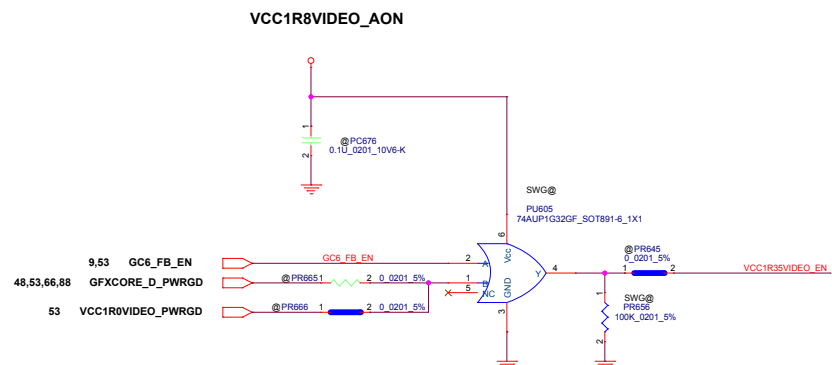 VCC1R8VIDEO_AON
1
@PC676
0.1U_0201_10V6-K
2
SWG@
PU605
74AUP1G32GF_SOT891-6_1X1
6
Vcc
9,53 GC6_FB_EN GC6_FB_EN 2 A
@PR645
0_0201_5%
4 Y 1 2 VCC1R35VIDEO_EN
48,53,66,88 GFXCORE_D_PWRGD @PR6651 2 0_0201_5% 1 B
5 NC
GND
3
53 VCC1R0VIDEO_PWRGD @PR666 1 2 0_0201_5%
1
SWG@
PR656
100K_0201_5%
2